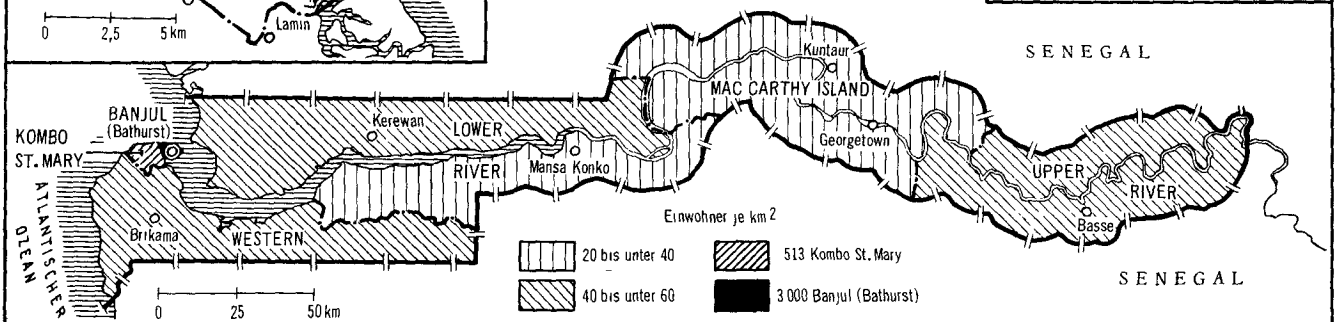 0 2,5 5 km
Lamin
SENEGAL
Kuntaur
MAC CARTHY ISLAND
BANJUL
(Bathurst)
Kerewan
LOWER
KOMBO
ST. MARY
Georgetown
RIVER
Mansa Konko
UPPER
RIVER
ATLANTISCHER
OZEAN
Brikama
WESTERN
Basse
Einwohner je km²
20 bis unter 40
513 Kombo St. Mary
40 bis unter 60
3 000 Banjul (Bathurst)
SENEGAL
0 25 50 km